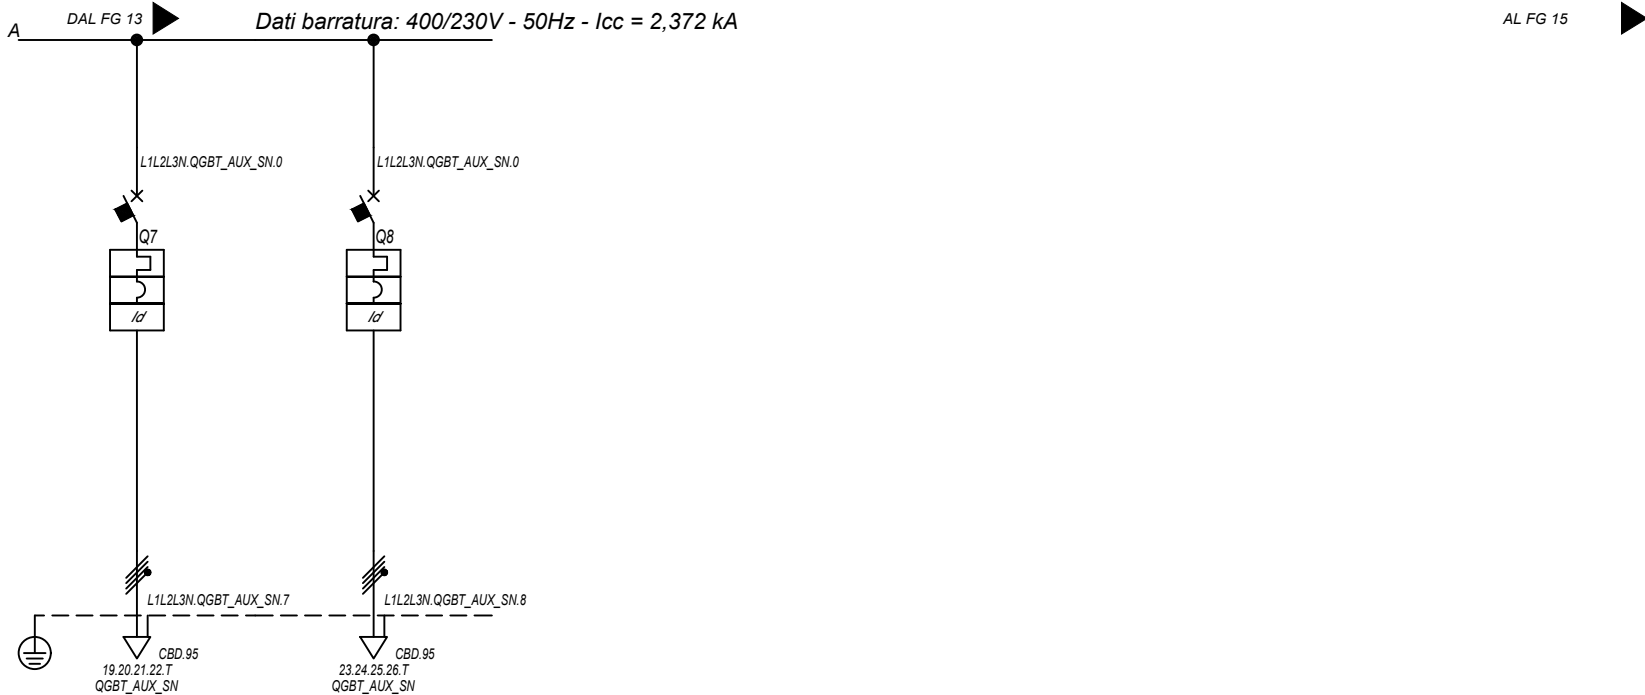 DAL FG 13
Dati barratura: 400/230V - 50Hz - Icc = 2,372 kA
AL FG 15
A
L1L2L3N.QGBT_AUX_SN.0
L1L2L3N.QGBT_AUX_SN.0
Q7
Q8
Id
Id
L1L2L3N.QGBT_AUX_SN.7
L1L2L3N.QGBT_AUX_SN.8
CBD.95
CBD.95
19.20.21.22.T
23.24.25.26.T
QGBT_AUX_SN
QGBT_AUX_SN